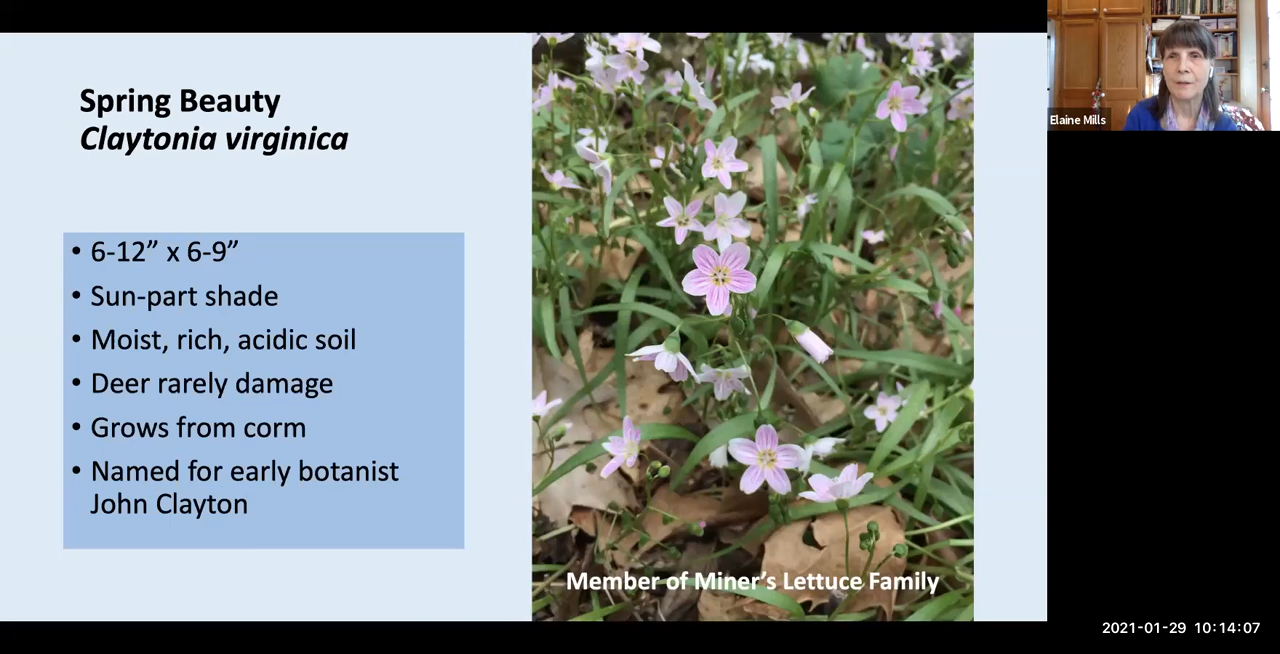 Spring Beauty
Claytonia virginica
• 6-12” x 6-9”
• Sun-part shade
• Moist, rich, acidic soil
• Deer rarely damage
• Grows from corm
• Named for early botanist
John Clayton
Member of Miner’s Lettuce Family
Elaine Mills
2021-01-29 10:14:07